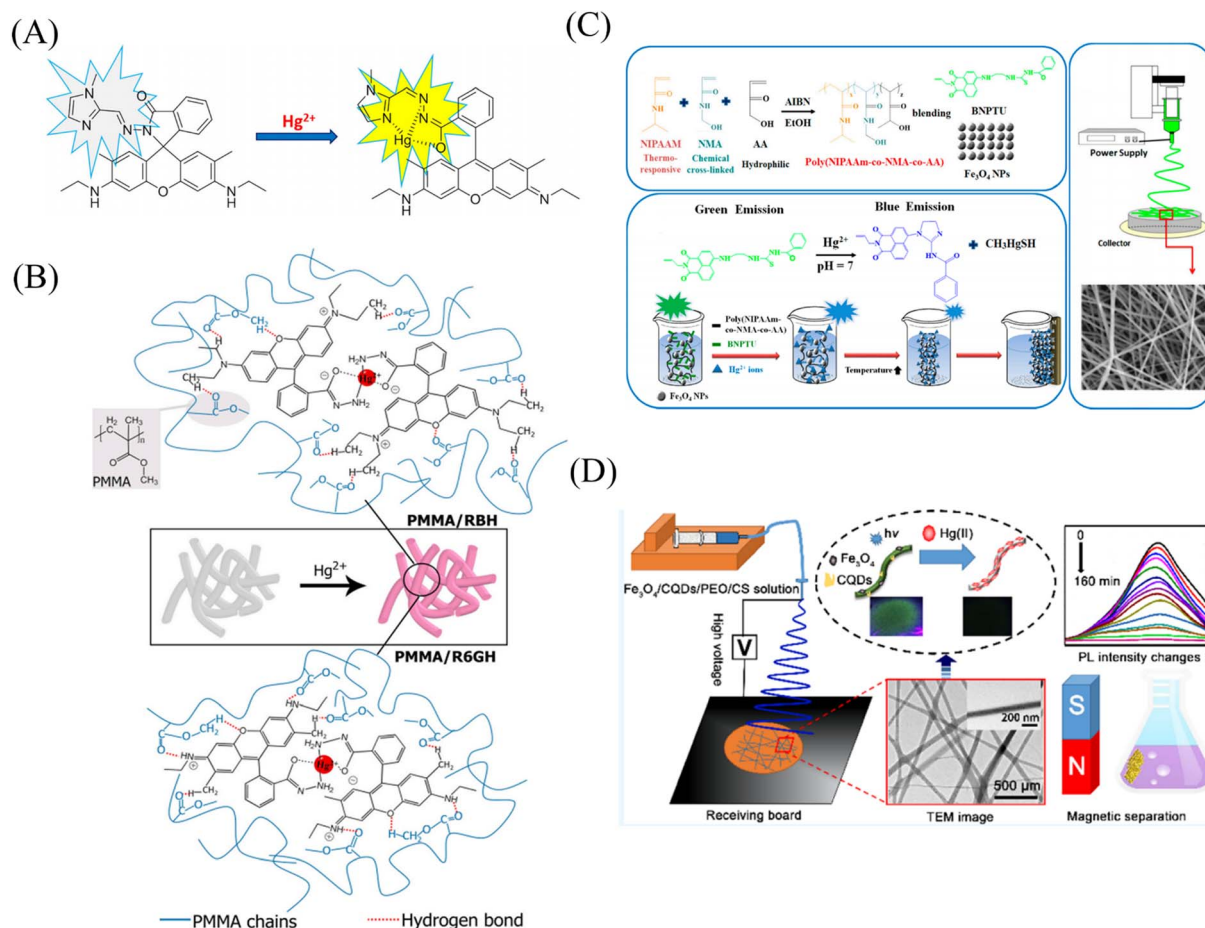 (A)
N
N
N
N
O
Hg²⁺
N
N
N
N
Hg
O
NH
O
HN
NH
O
N
(B)
PMMA
PMMA/RBH
Hg²⁺
PMMA/R6GH
PMMA chains
Hydrogen bond
(C)
NIPAAM
Thermo-
responsive
NMA
Chemical
cross-linked
AA
Hydrophilic
AIBN
EtOH
Poly(NIPAAm-co-NMA-co-AA)
blending
BNPTU
Fe₃O₄ NPs
Power Supply
Collector
Green Emission
Blue Emission
Hg²⁺
pH = 7
CH3HgSH
Poly(NIPAAm-
co-NMA-co-AA)
BNPTU
Hg²⁺ ions
Temperature
Fe₃O₄ NPs
(D)
Fe₃O₄/CQDs/PEO/CS solution
High voltage
V
Receiving board
hν
Hg(II)
Fe₃O₄
CQDs
200 nm
500 μm
TEM image
0
160 min
PL intensity changes
S
N
Magnetic separation